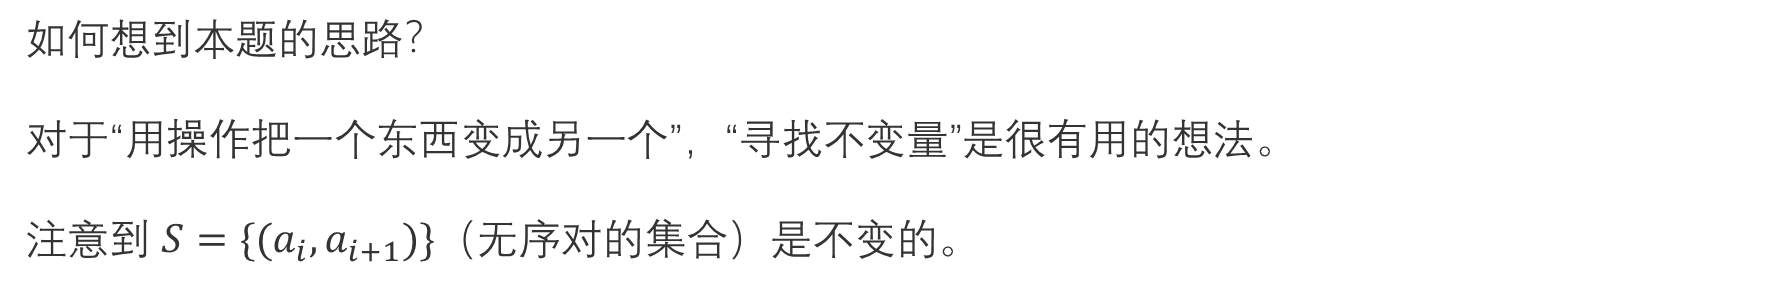 如何想到本题的思路？
对于“用操作把一个东西变成另一个”，“寻找不变量”是很有用的想法。
注意到 S = {(aᵢ, aᵢ₊₁)}（无序对的集合）是不变的。